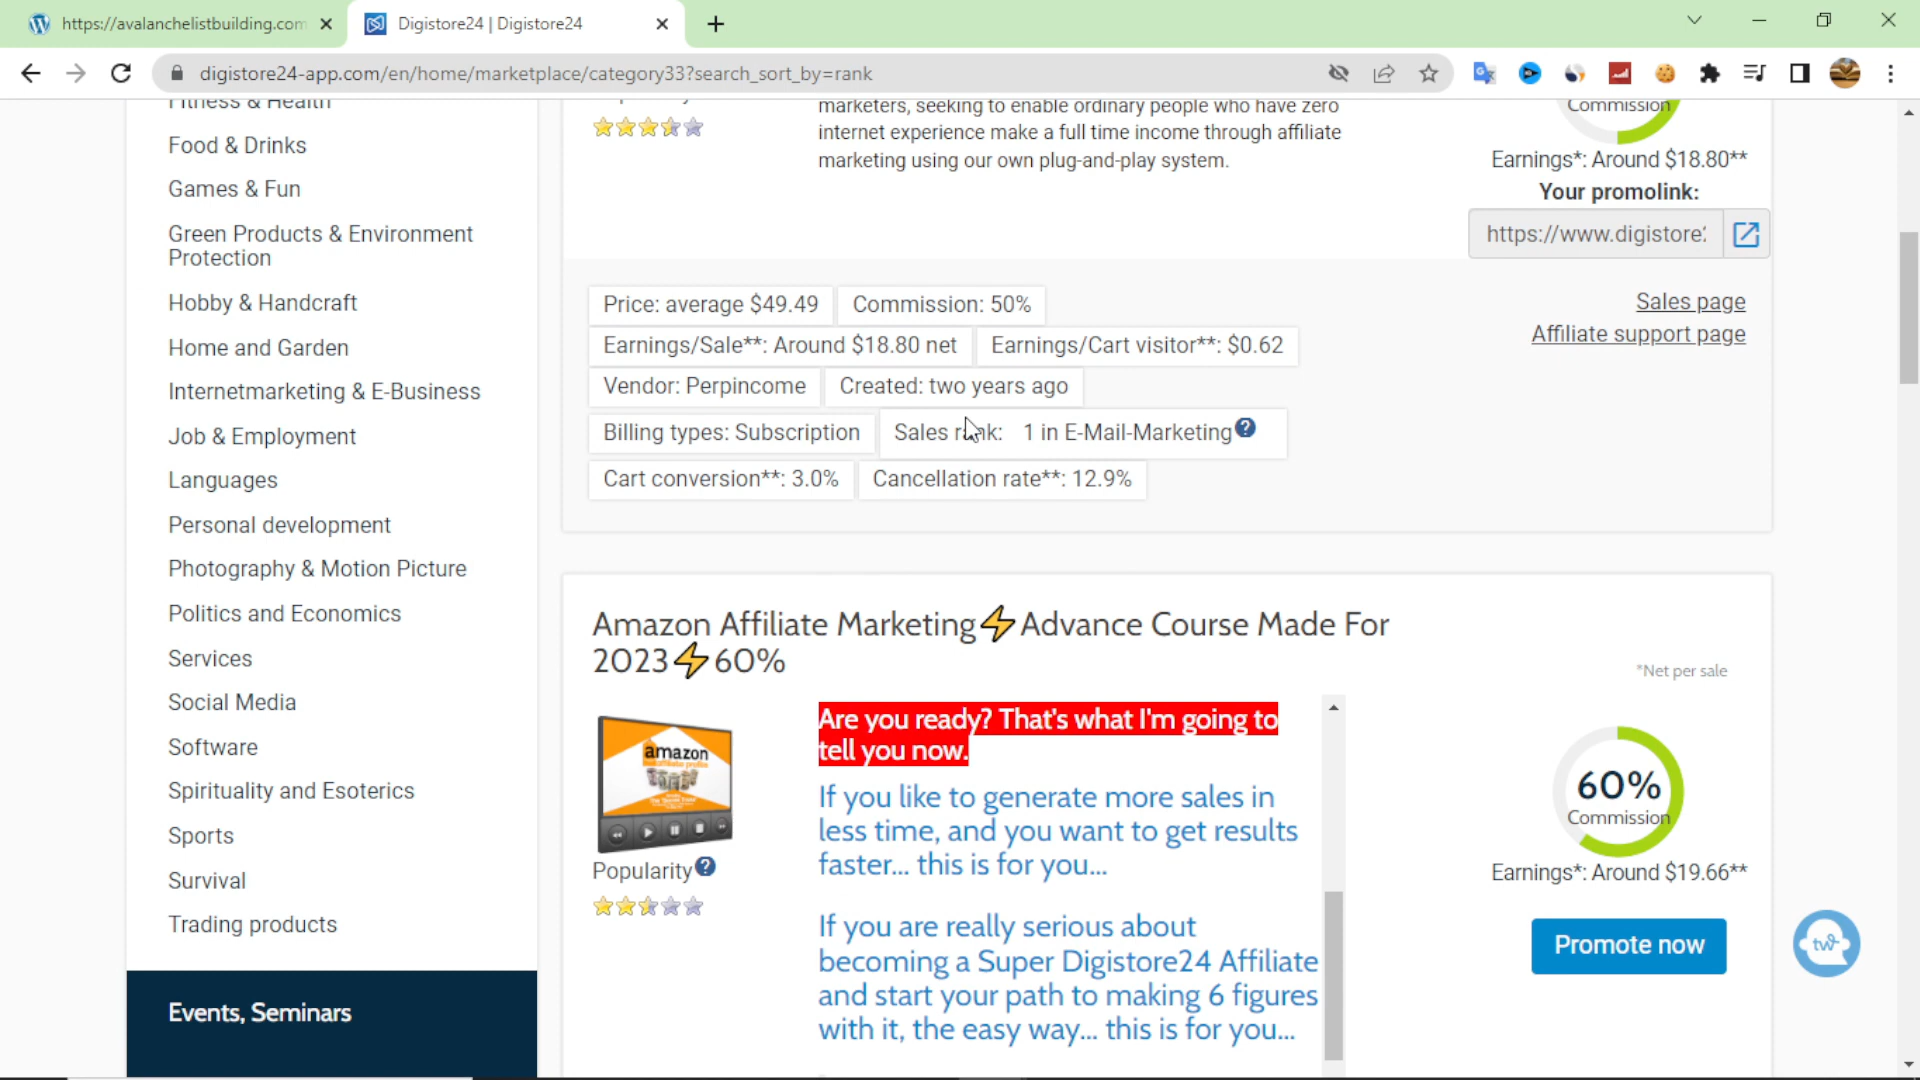 https://avalanchelistbuilding.com
Digistore24 | Digistore24
digistore24-app.com/en/home/marketplace/category33?search_sort_by=rank
Fitness & Health
Food & Drinks
Games & Fun
Green Products & Environment
Protection
Hobby & Handcraft
Home and Garden
Internetmarketing & E-Business
Job & Employment
Languages
Personal development
Photography & Motion Picture
Politics and Economics
Services
Social Media
Software
Spirituality and Esoterics
Sports
Survival
Trading products
Events, Seminars
marketers, seeking to enable ordinary people who have zero
internet experience make a full time income through affiliate
marketing using our own plug-and-play system.
Commission
Earnings*: Around $18.80**
Your promolink:
https://www.digistore2
Price: average $49.49
Commission: 50%
Earnings/Sale**: Around $18.80 net
Earnings/Cart visitor**: $0.62
Vendor: Perpincome
Created: two years ago
Billing types: Subscription
Sales rank: 1 in E-Mail-Marketing
Cart conversion**: 3.0%
Cancellation rate**: 12.9%
Sales page
Affiliate support page
Amazon Affiliate Marketing⚡Advance Course Made For
2023⚡60%
*Net per sale
amazon
Popularity
Are you ready? That's what I'm going to
tell you now.
If you like to generate more sales in
less time, and you want to get results
faster... this is for you...
If you are really serious about
becoming a Super Digistore24 Affiliate
and start your path to making 6 figures
with it, the easy way... this is for you...
60%
Commission
Earnings*: Around $19.66**
Promote now